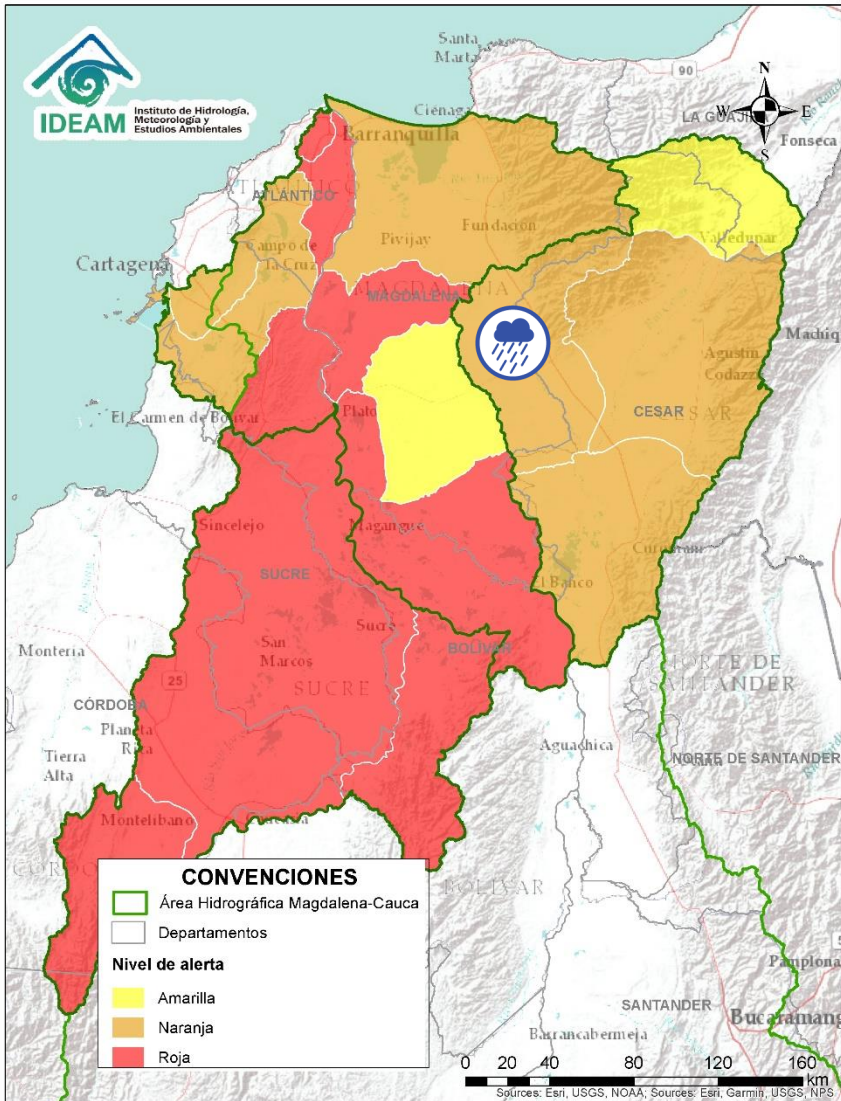 IDEAM
Instituto de Hidrología,
Meteorología y
Estudios Ambientales
Santa
Marta
90
N
W
E
S
LA GUAJI
Fonseca
Ciénaga
Barranquilla
ATLÁNTICO
Cartagena
Campo de
la Cruz
Pivijay
Fundación
Valledupar
MAGDALENA
Machiq
Agustín
Codazzi
CESAR
El Carmen de Bolívar
Plato
Sincelejo
Magangué
SUCRE
El Banco
Montería
San
Marcos
Sucre
BOLÍVAR
SUCRE
25
CÓRDOBA
Planeta
Rica
Tierra
Alta
NORTE DE
SANTANDER
Aguachica
NORTE DE SANTANDER
Montelíbano
BOLÍVAR
CONVENCIONES
Área Hidrográfica Magdalena-Cauca
Departamentos
Nivel de alerta
Amarilla
Naranja
Roja
Pamplona
SANTANDER
Bucaramang
Barrancabermeja
0 20 40 80 120 160
km
Sources: Esri, USGS, NOAA; Sources: Esri, Garmin, USGS, NPS